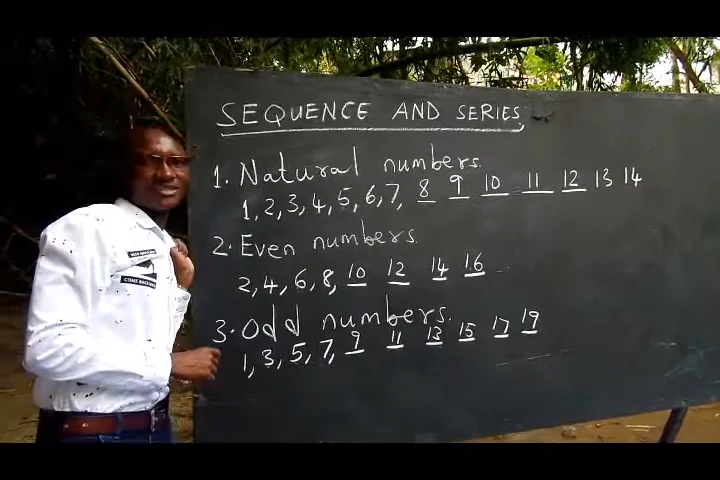 SEQUENCE AND SERIES
1. Natural numbers.
1, 2, 3, 4, 5, 6, 7, 8 9 10 11 12 13 14
2. Even numbers.
2, 4, 6, 8, 10 12 14 16
3. Odd numbers.
1, 3, 5, 7, 9 11 13 15 17 19